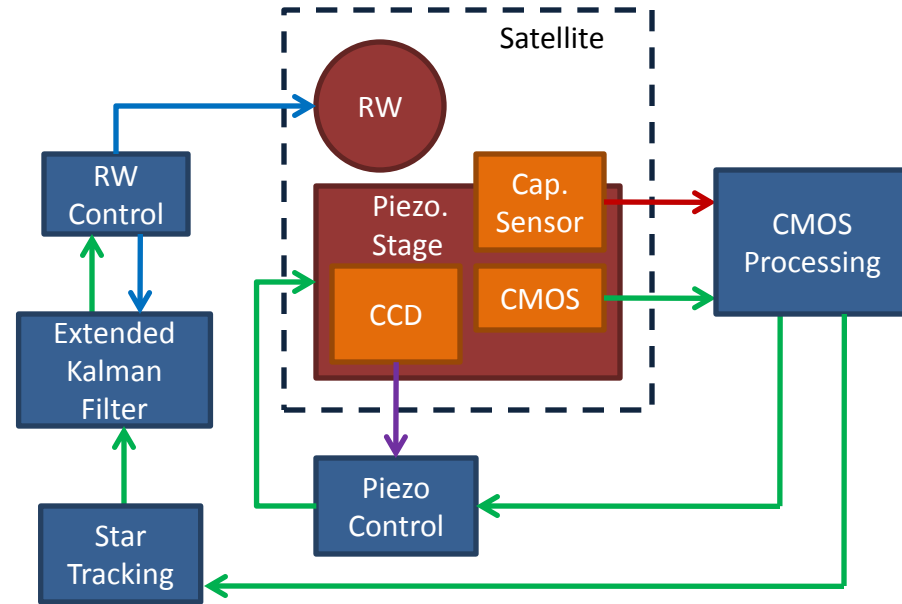 Satellite
RW
RW
Control
Cap.
Sensor
Piezo.
Stage
CMOS
Processing
CCD
CMOS
Extended
Kalman
Filter
Piezo
Control
Star
Tracking